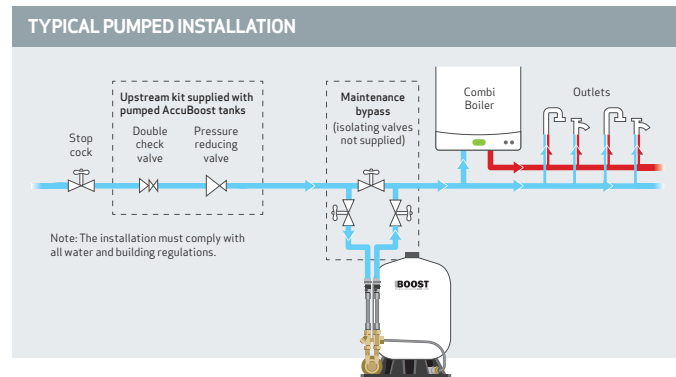 TYPICAL PUMPED INSTALLATION
Upstream kit supplied with
pumped AccuBoost tanks
Stop
cock
Double
check
valve
Pressure
reducing
valve
Maintenance
bypass
(isolating valves
not supplied)
Combi
Boiler
Outlets
Note: The installation must comply with
all water and building regulations.
BOOST